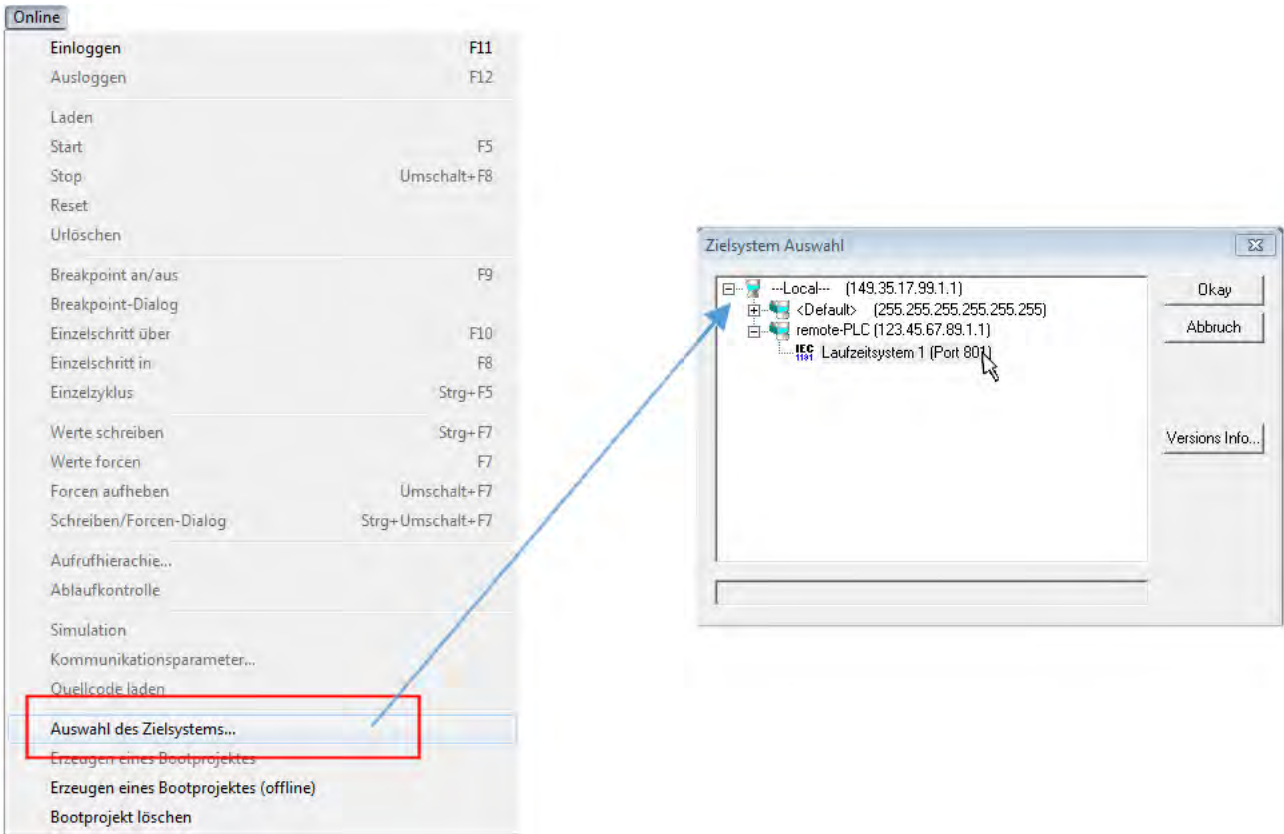 Online
Einloggen F11
Ausloggen F12
Laden
Start F5
Stop Umschalt+F8
Reset
Urlöschen
Breakpoint an/aus F9
Breakpoint-Dialog
Einzelschritt über F10
Einzelschritt in F8
Einzelzyklus Strg+F5
Werte schreiben Strg+F7
Werte forcen F7
Forcen aufheben Umschalt+F7
Schreiben/Forcen-Dialog Strg+Umschalt+F7
Aufrufhierachie...
Ablaufkontrolle
Simulation
Kommunikationsparameter...
Quellcode laden
Auswahl des Zielsystems...
Erzeugen eines Bootprojektes
Erzeugen eines Bootprojektes (offline)
Bootprojekt löschen
Zielsystem Auswahl
---Local--- (149.35.17.99.1.1)
<Default> (255.255.255.255.255.255)
remote-PLC (123.45.67.89.1.1)
IEC 1131 Laufzeitsystem 1 (Port 801)
Okay
Abbruch
Versions Info...